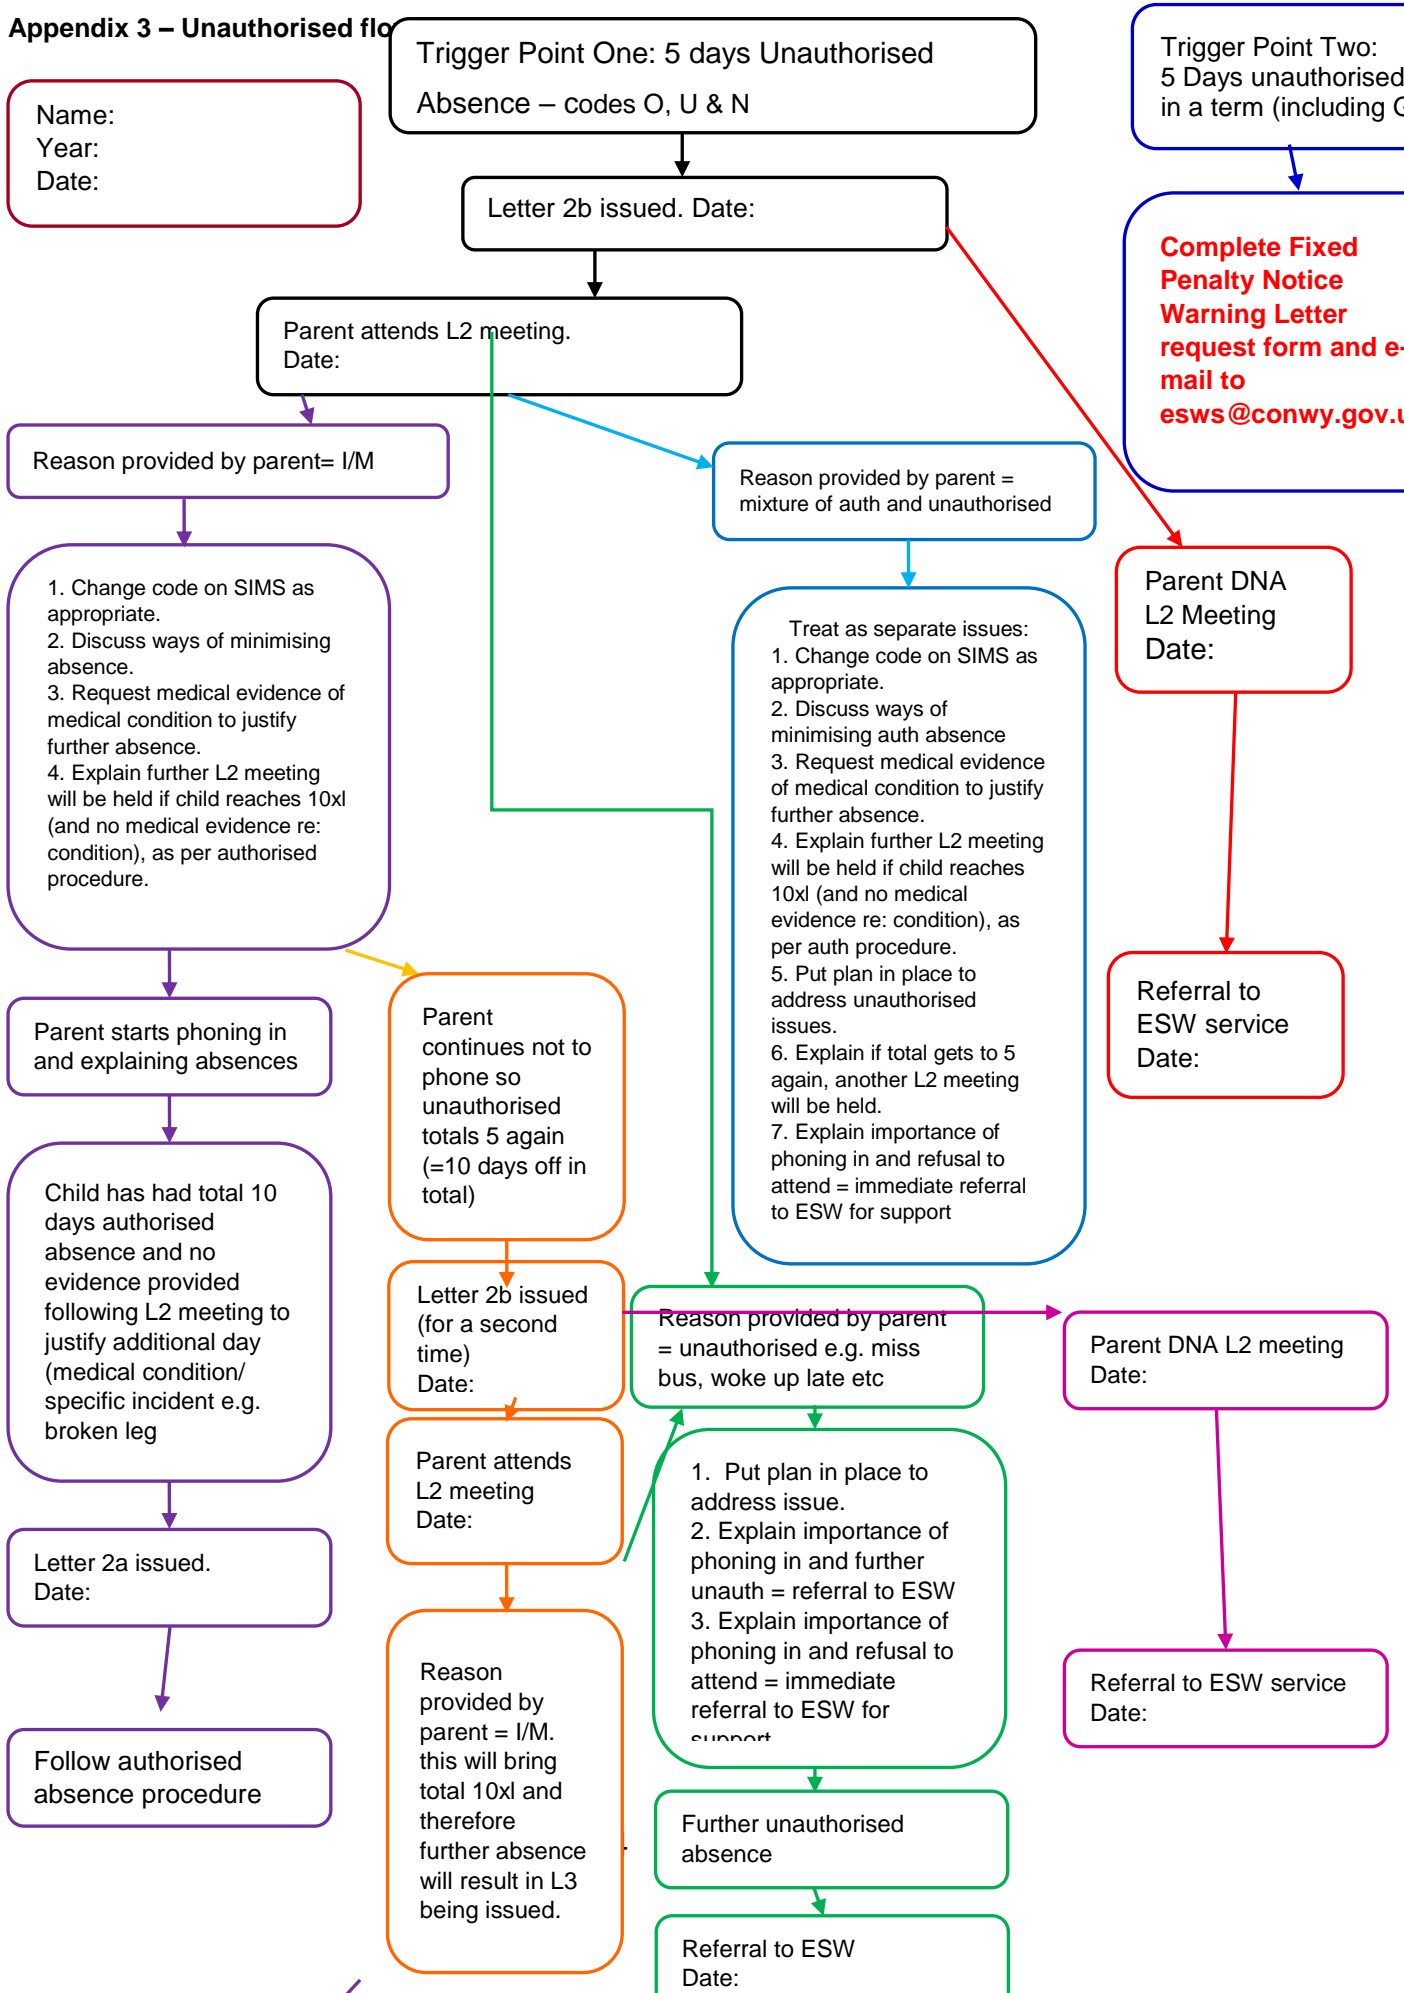 Appendix 3 – Unauthorised flo
Trigger Point One: 5 days Unauthorised
Absence – codes O, U & N
Trigger Point Two:
5 Days unauthorised
in a term (including
Name:
Year:
Date:
Letter 2b issued. Date:
Complete Fixed
Penalty Notice
Warning Letter
request form and e-
mail to
esws@conwy.gov.u
Parent attends L2 meeting.
Date:
Reason provided by parent= I/M
Reason provided by parent =
mixture of auth and unauthorised
1. Change code on SIMS as
appropriate.
2. Discuss ways of minimising
absence.
3. Request medical evidence of
medical condition to justify
further absence.
4. Explain further L2 meeting
will be held if child reaches 10xl
(and no medical evidence re:
condition), as per authorised
procedure.
Treat as separate issues:
1. Change code on SIMS as
appropriate.
2. Discuss ways of
minimising auth absence
3. Request medical evidence
of medical condition to justify
further absence.
4. Explain further L2 meeting
will be held if child reaches
10xl (and no medical
evidence re: condition), as
per auth procedure.
5. Put plan in place to
address unauthorised
issues.
6. Explain if total gets to 5
again, another L2 meeting
will be held.
7. Explain importance of
phoning in and refusal to
attend = immediate referral
to ESW for support
Parent DNA
L2 Meeting
Date:
Referral to
ESW service
Date:
Parent starts phoning in
and explaining absences
Parent
continues not to
phone so
unauthorised
totals 5 again
(=10 days off in
total)
Child has had total 10
days authorised
absence and no
evidence provided
following L2 meeting to
justify additional day
(medical condition/
specific incident e.g.
broken leg
Letter 2b issued
(for a second
time)
Date:
Reason provided by parent
= unauthorised e.g. miss
bus, woke up late etc
Parent DNA L2 meeting
Date:
Parent attends
L2 meeting
Date:
1. Put plan in place to
address issue.
2. Explain importance of
phoning in and further
unauth = referral to ESW
3. Explain importance of
phoning in and refusal to
attend = immediate
referral to ESW for
support
Letter 2a issued.
Date:
Reason
provided by
parent = I/M.
this will bring
total 10xl and
therefore
further absence
will result in L3
being issued.
Referral to ESW service
Date:
Follow authorised
absence procedure
Further unauthorised
absence
Referral to ESW
Date: